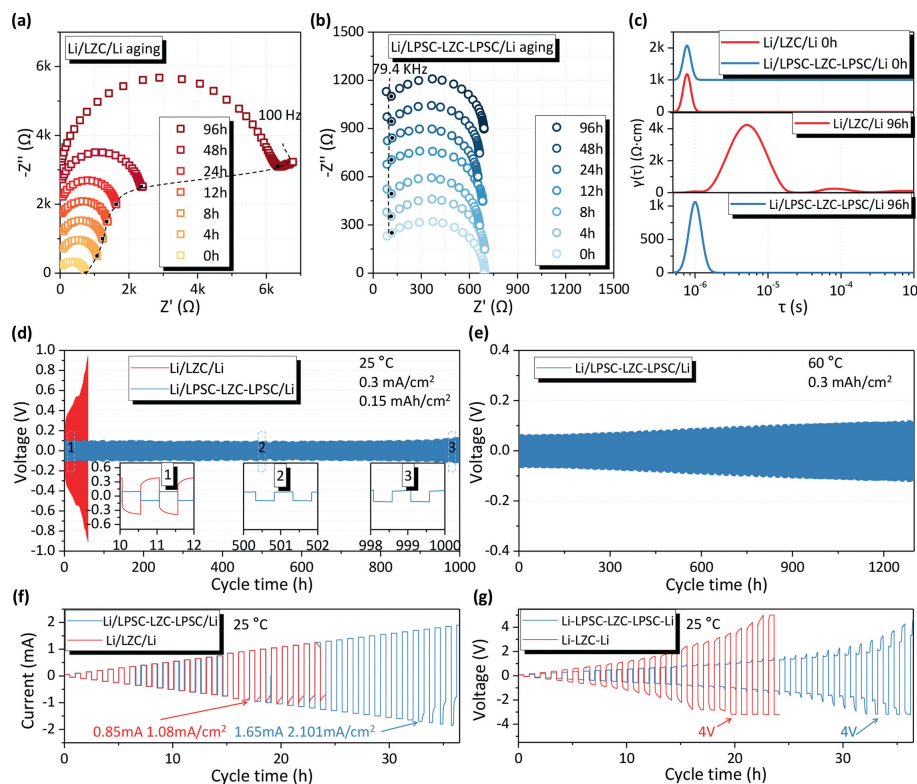 (a)
Li/LZC/Li aging
6k
4k
2k
0
-Z'' (Ω)
100 Hz
96h
48h
24h
12h
8h
4h
0h
0
2k
4k
6k
Z' (Ω)
(b)
Li/LPSC-LZC-LPSC/Li aging
79.4 KHz
1500
1200
900
600
300
0
-Z'' (Ω)
96h
48h
24h
12h
8h
4h
0h
0
300
600
900
1200
1500
Z' (Ω)
(c)
Li/LZC/Li 0h
Li/LPSC-LZC-LPSC/Li 0h
Li/LZC/Li 96h
Li/LPSC-LZC-LPSC/Li 96h
2k
1k
0
4k
2k
0
1k
500
0
γ(τ) (Ω·cm)
10-6
10-5
10-4
10-3
τ (s)
(d)
Li/LZC/Li
Li/LPSC-LZC-LPSC/Li
25 °C
0.3 mA/cm2
0.15 mAh/cm2
1.0
0.8
0.6
0.4
0.2
0.0
-0.2
-0.4
-0.6
-0.8
-1.0
Voltage (V)
1
2
3
1
0.6
0.3
0.0
-0.3
-0.6
10 11 12
2
500 501 502
3
998 999 1000
0 200 400 600 800 1000
Cycle time (h)
(e)
Li/LPSC-LZC-LPSC/Li
60 °C
0.3 mAh/cm2
0.4
0.2
0.0
-0.2
-0.4
Voltage (V)
0 300 600 900 1200
Cycle time (h)
(f)
Li/LPSC-LZC-LPSC/Li
Li/LZC/Li
25 °C
2
1
0
-1
-2
Current (mA)
0.85mA 1.08mA/cm2
1.65mA 2.101mA/cm2
0 10 20 30
Cycle time (h)
(g)
Li-LPSC-LZC-LPSC-Li
Li-LZC-Li
25 °C
6
4
2
0
-2
-4
Voltage (V)
4V
4V
0 10 20 30
Cycle time (h)